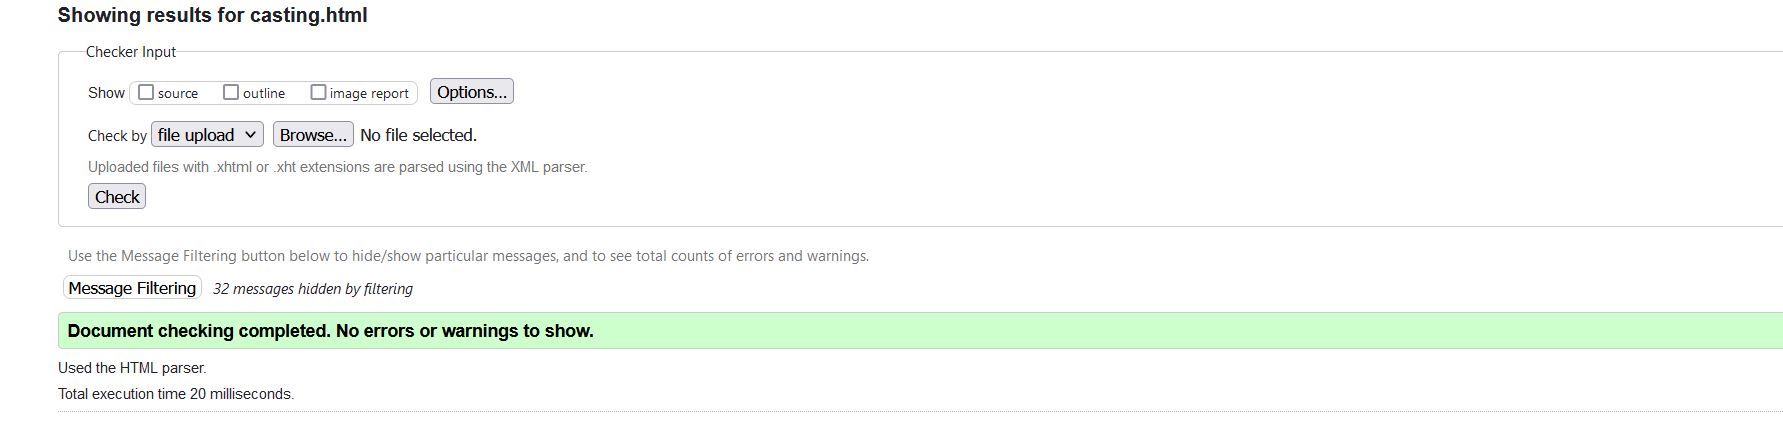 Showing results for casting.html
Checker Input
Show source outline image report Options...
Check by file upload Browse... No file selected.
Uploaded files with .xhtml or .xht extensions are parsed using the XML parser.
Check
Use the Message Filtering button below to hide/show particular messages, and to see total counts of errors and warnings.
Message Filtering 32 messages hidden by filtering
Document checking completed. No errors or warnings to show.
Used the HTML parser.
Total execution time 20 milliseconds.